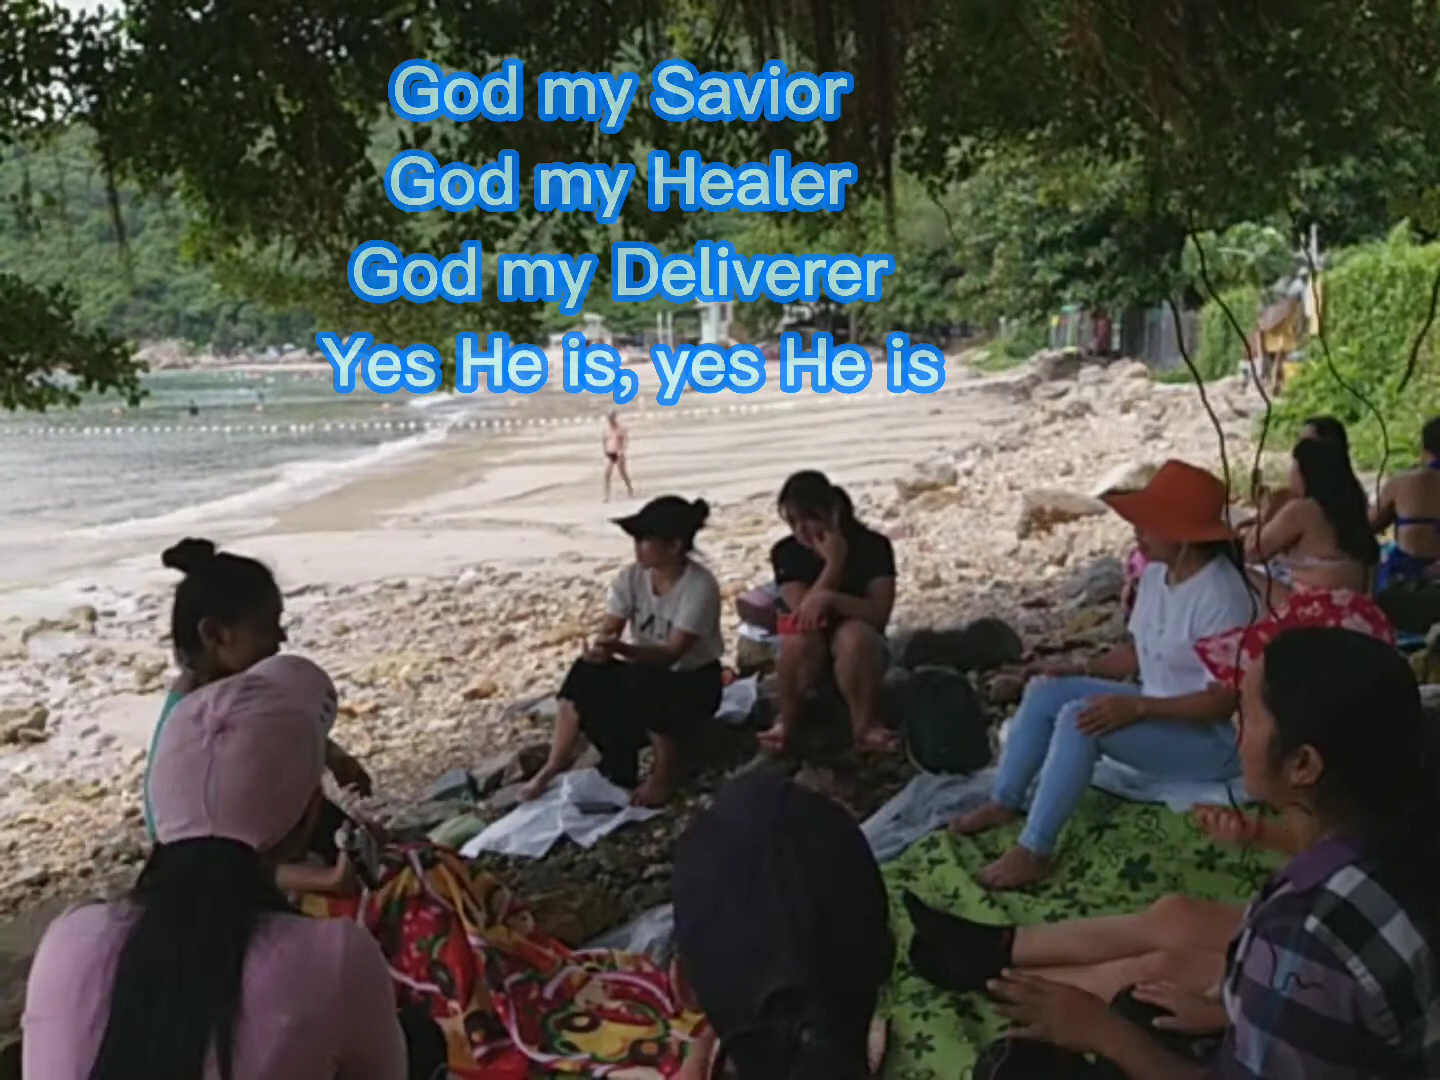 God my Savior
God my Healer
God my Deliverer
Yes He is, yes He is